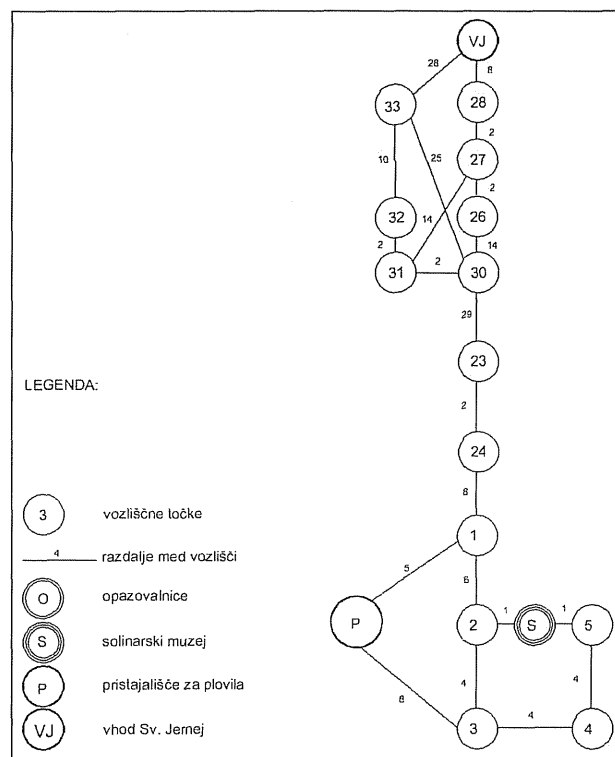 VJ
28 8
33 28
2
27
10 25 2
32 14 26
2 14
31 2 30
29
23
LEGENDA:
2
24
8
3 vozliščne točke
1
4 razdalje med vozlišči
5 6
O opazovalnice
P 2 1 S 1 5
S solinarski muzej
4 4
P pristajališče za plovila
8
3 4 4
VJ vhod Sv. Jernej